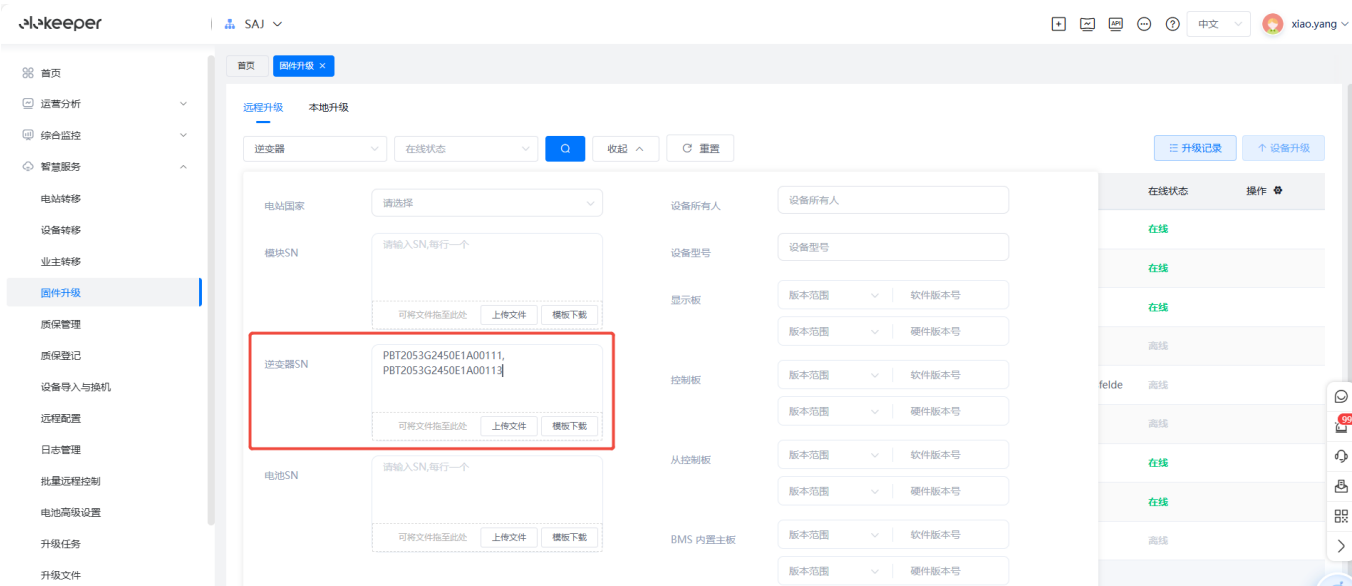 elekeeper
SAJ
API
中文
xiao.yang
首页
运营分析
综合监控
智慧服务
电站转移
设备转移
业主转移
固件升级
质保管理
质保登记
设备导入与换机
远程配置
日志管理
批量远程控制
电池高级设置
升级任务
升级文件
首页
固件升级 ×
远程升级
本地升级
逆变器
在线状态
收起
重置
升级记录
设备升级
电站国家
请选择
模块SN
请输入SN,每行一个
可将文件拖至此处
上传文件
模板下载
逆变器SN
PBT2053G2450E1A00111,
PBT2053G2450E1A00113
可将文件拖至此处
上传文件
模板下载
电池SN
请输入SN,每行一个
可将文件拖至此处
上传文件
模板下载
设备所有人
设备所有人
设备型号
设备型号
显示板
版本范围
软件版本号
版本范围
硬件版本号
控制板
版本范围
软件版本号
版本范围
硬件版本号
从控制板
版本范围
软件版本号
版本范围
硬件版本号
BMS 内置主板
版本范围
软件版本号
版本范围
硬件版本号
在线状态
操作
在线
在线
在线
离线
felde
离线
离线
在线
在线
离线
99